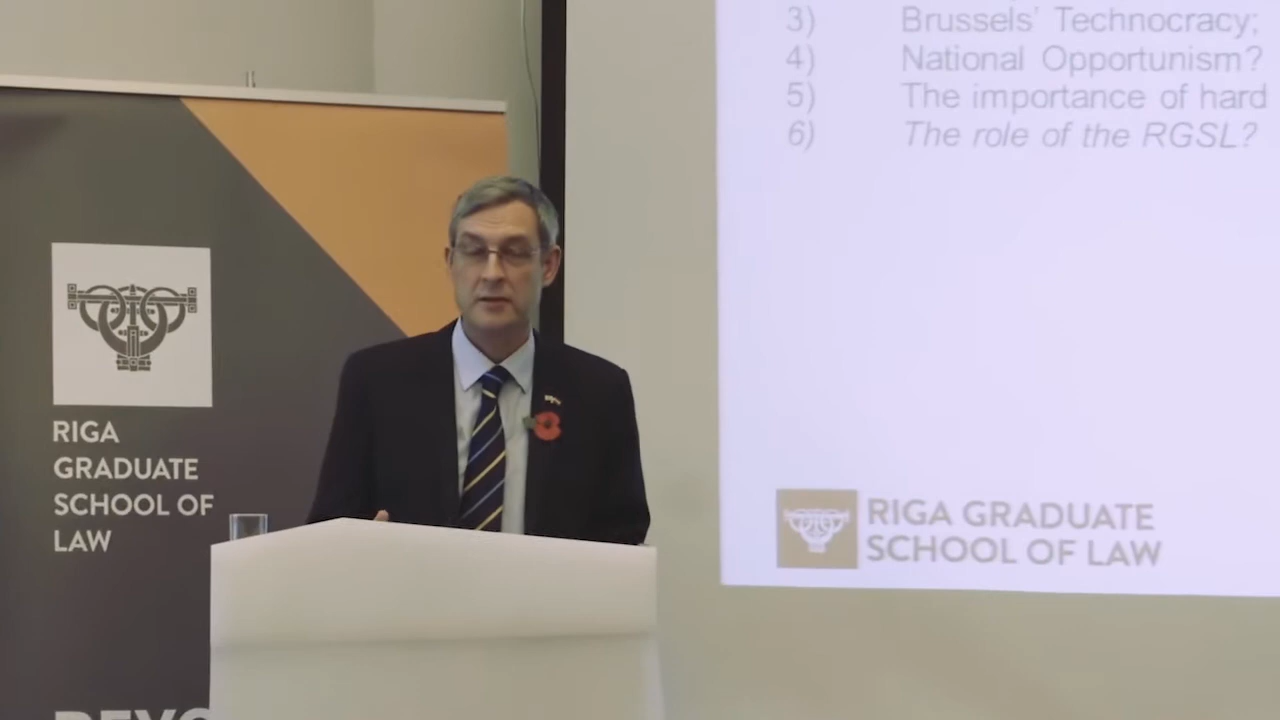 3) Brussels' Technocracy;
4) National Opportunism?
5) The importance of hard
6) The role of the RGSL?
RIGA GRADUATE
SCHOOL OF LAW
RIGA
GRADUATE
SCHOOL OF
LAW